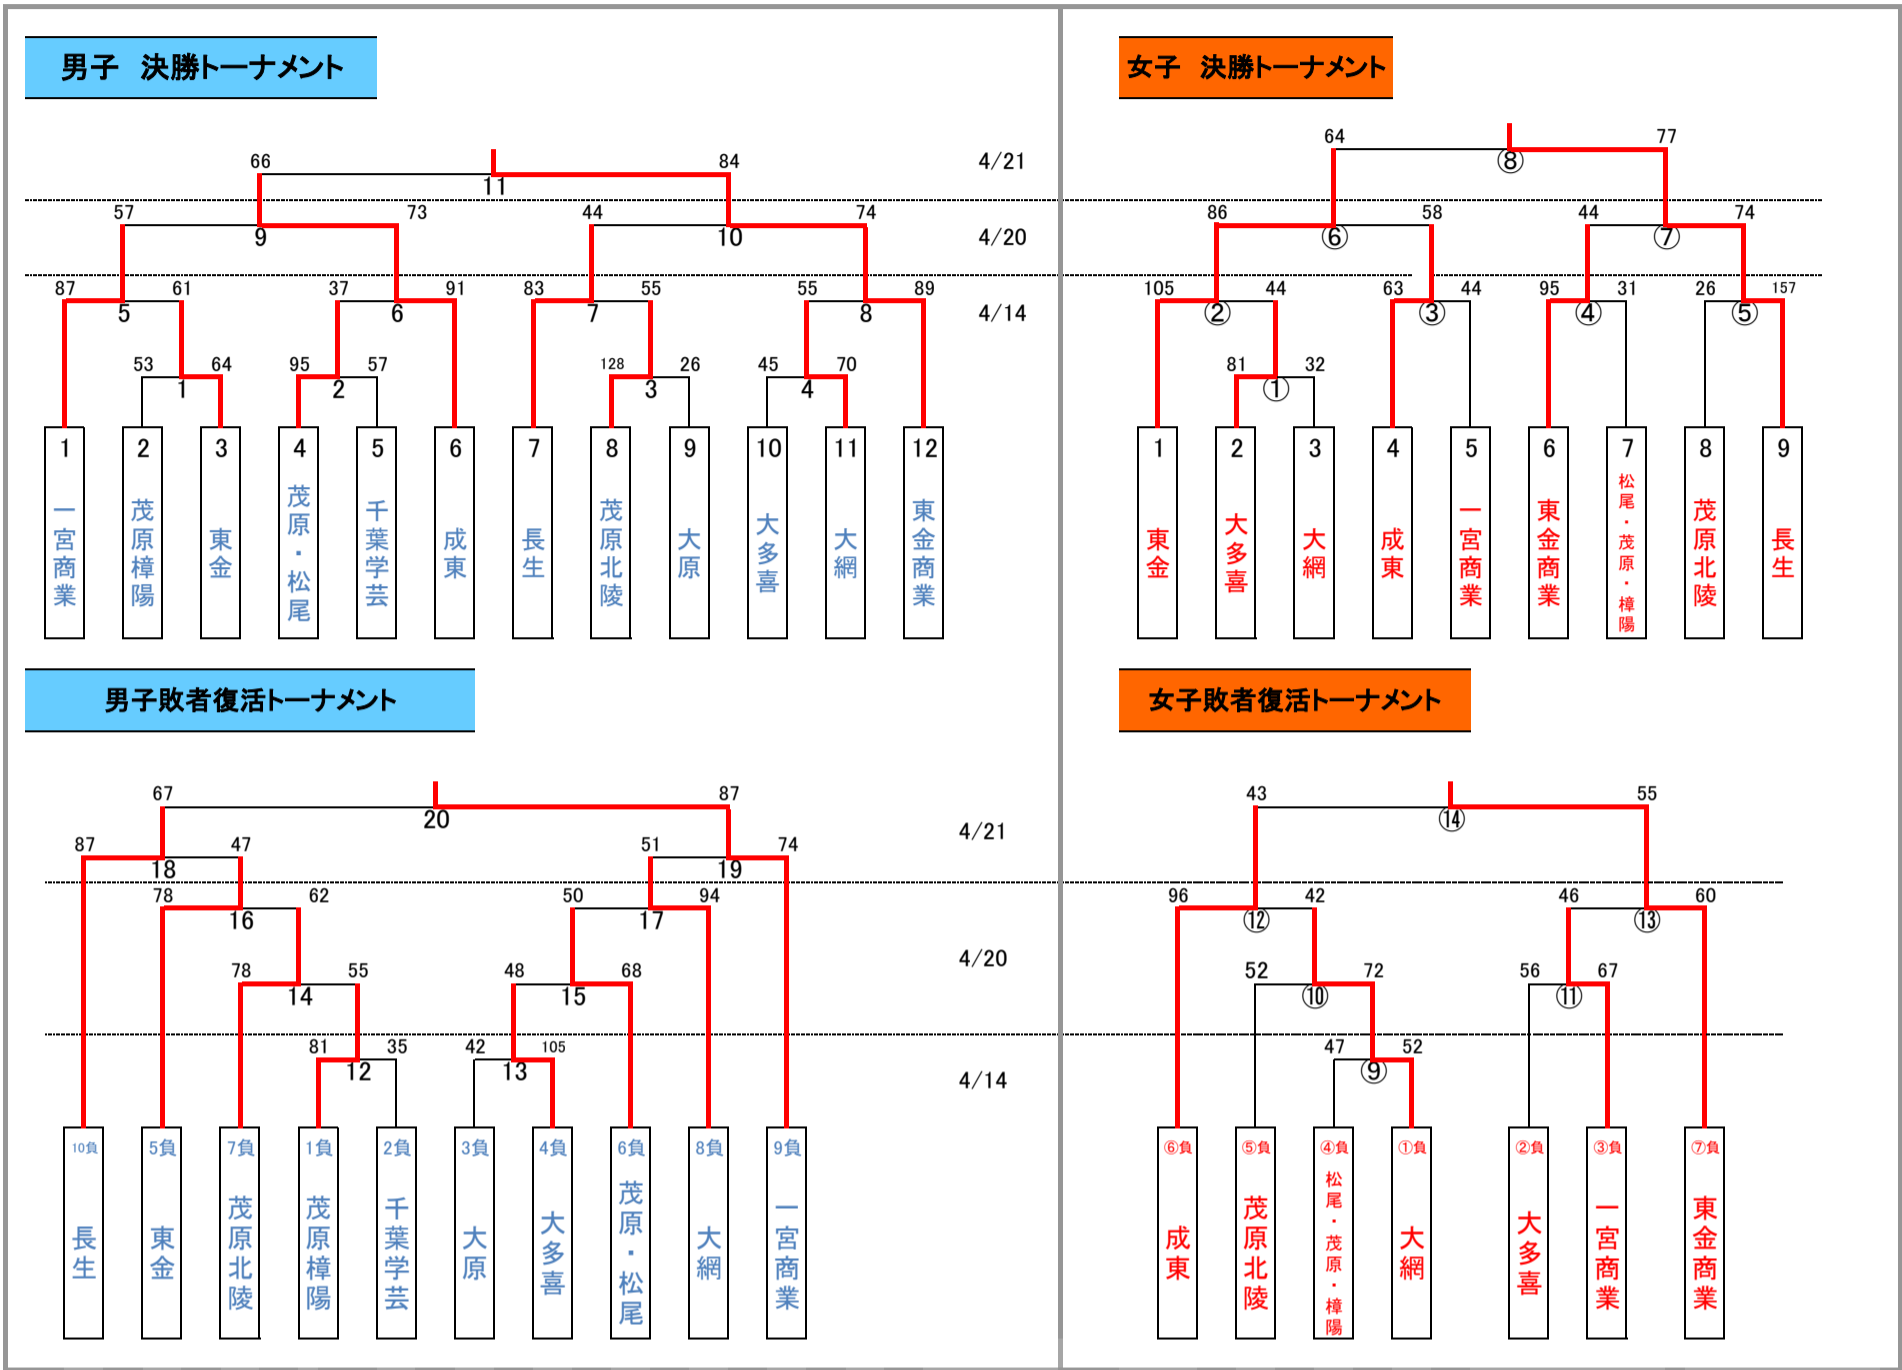 男子　決勝トーナメント
66 84 4/21
11
57 73 44 74 4/20
9 10
87 61 37 91 83 55 55 89
5 6 7 8 4/14
53 64 95 57 128 26 45 70
1 2 3 4
1 2 3 4 5 6 7 8 9 10 11 12
一宮商業
茂原樟陽
東金
茂原・松尾
千葉学芸
成東
長生
茂原北陵
大原
大多喜
大網
東金商業
女子　決勝トーナメント
64 77
⑧
86 58 44 74
⑥ ⑦
105 44 63 44 95 31 26 157
② ③ ④ ⑤
81 32
①
1 2 3 4 5 6 7 8 9
東金
大多喜
大網
成東
一宮商業
東金商業
松尾・茂原・樟陽
茂原北陵
長生
男子敗者復活トーナメント
67 87
20 4/21
87 47 51 74
18 19
78 62 50 94
16 17
4/20
78 55 48 68
14 15
81 35 42 105
12 13 4/14
10負 5負 7負 1負 2負 3負 4負 6負 8負 9負
長生
東金
茂原北陵
茂原樟陽
千葉学芸
大原
大多喜
茂原・松尾
大網
一宮商業
女子敗者復活トーナメント
43 55
⑭
96 42 46 60
⑫ ⑬
52 72 56 67
⑩ ⑪
47 52
⑨
⑥負 ⑤負 ④負 ①負 ②負 ③負 ⑦負
成東
茂原北陵
松尾・茂原・樟陽
大網
大多喜
一宮商業
東金商業